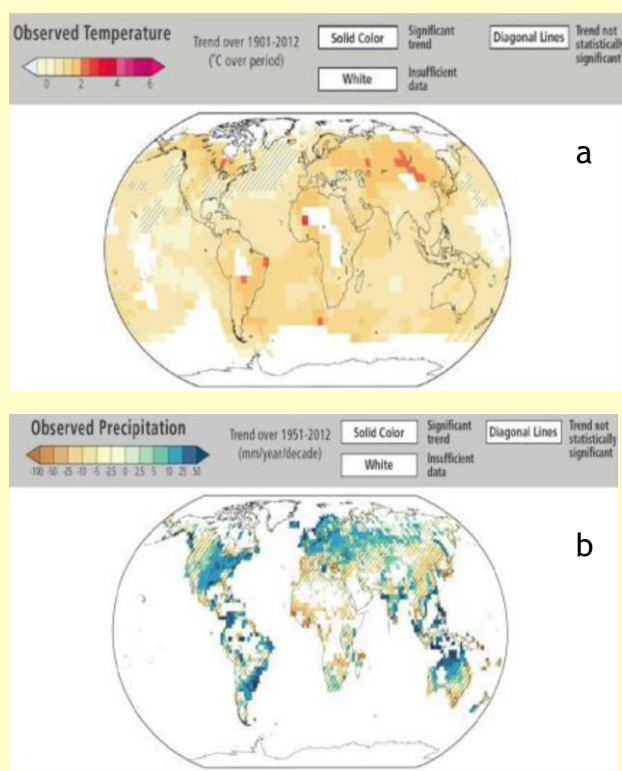 Observed Temperature
0 2 4 6
Trend over 1901-2012
(°C over period)
Solid Color
Significant
trend
White
Insufficient
data
Diagonal Lines
Trend not
statistically
significant
a
Observed Precipitation
-100 -50 -25 -10 -5 -2.5 0 2.5 5 10 25 50
Trend over 1951-2012
(mm/year/decade)
Solid Color
Significant
trend
White
Insufficient
data
Diagonal Lines
Trend not
statistically
significant
b